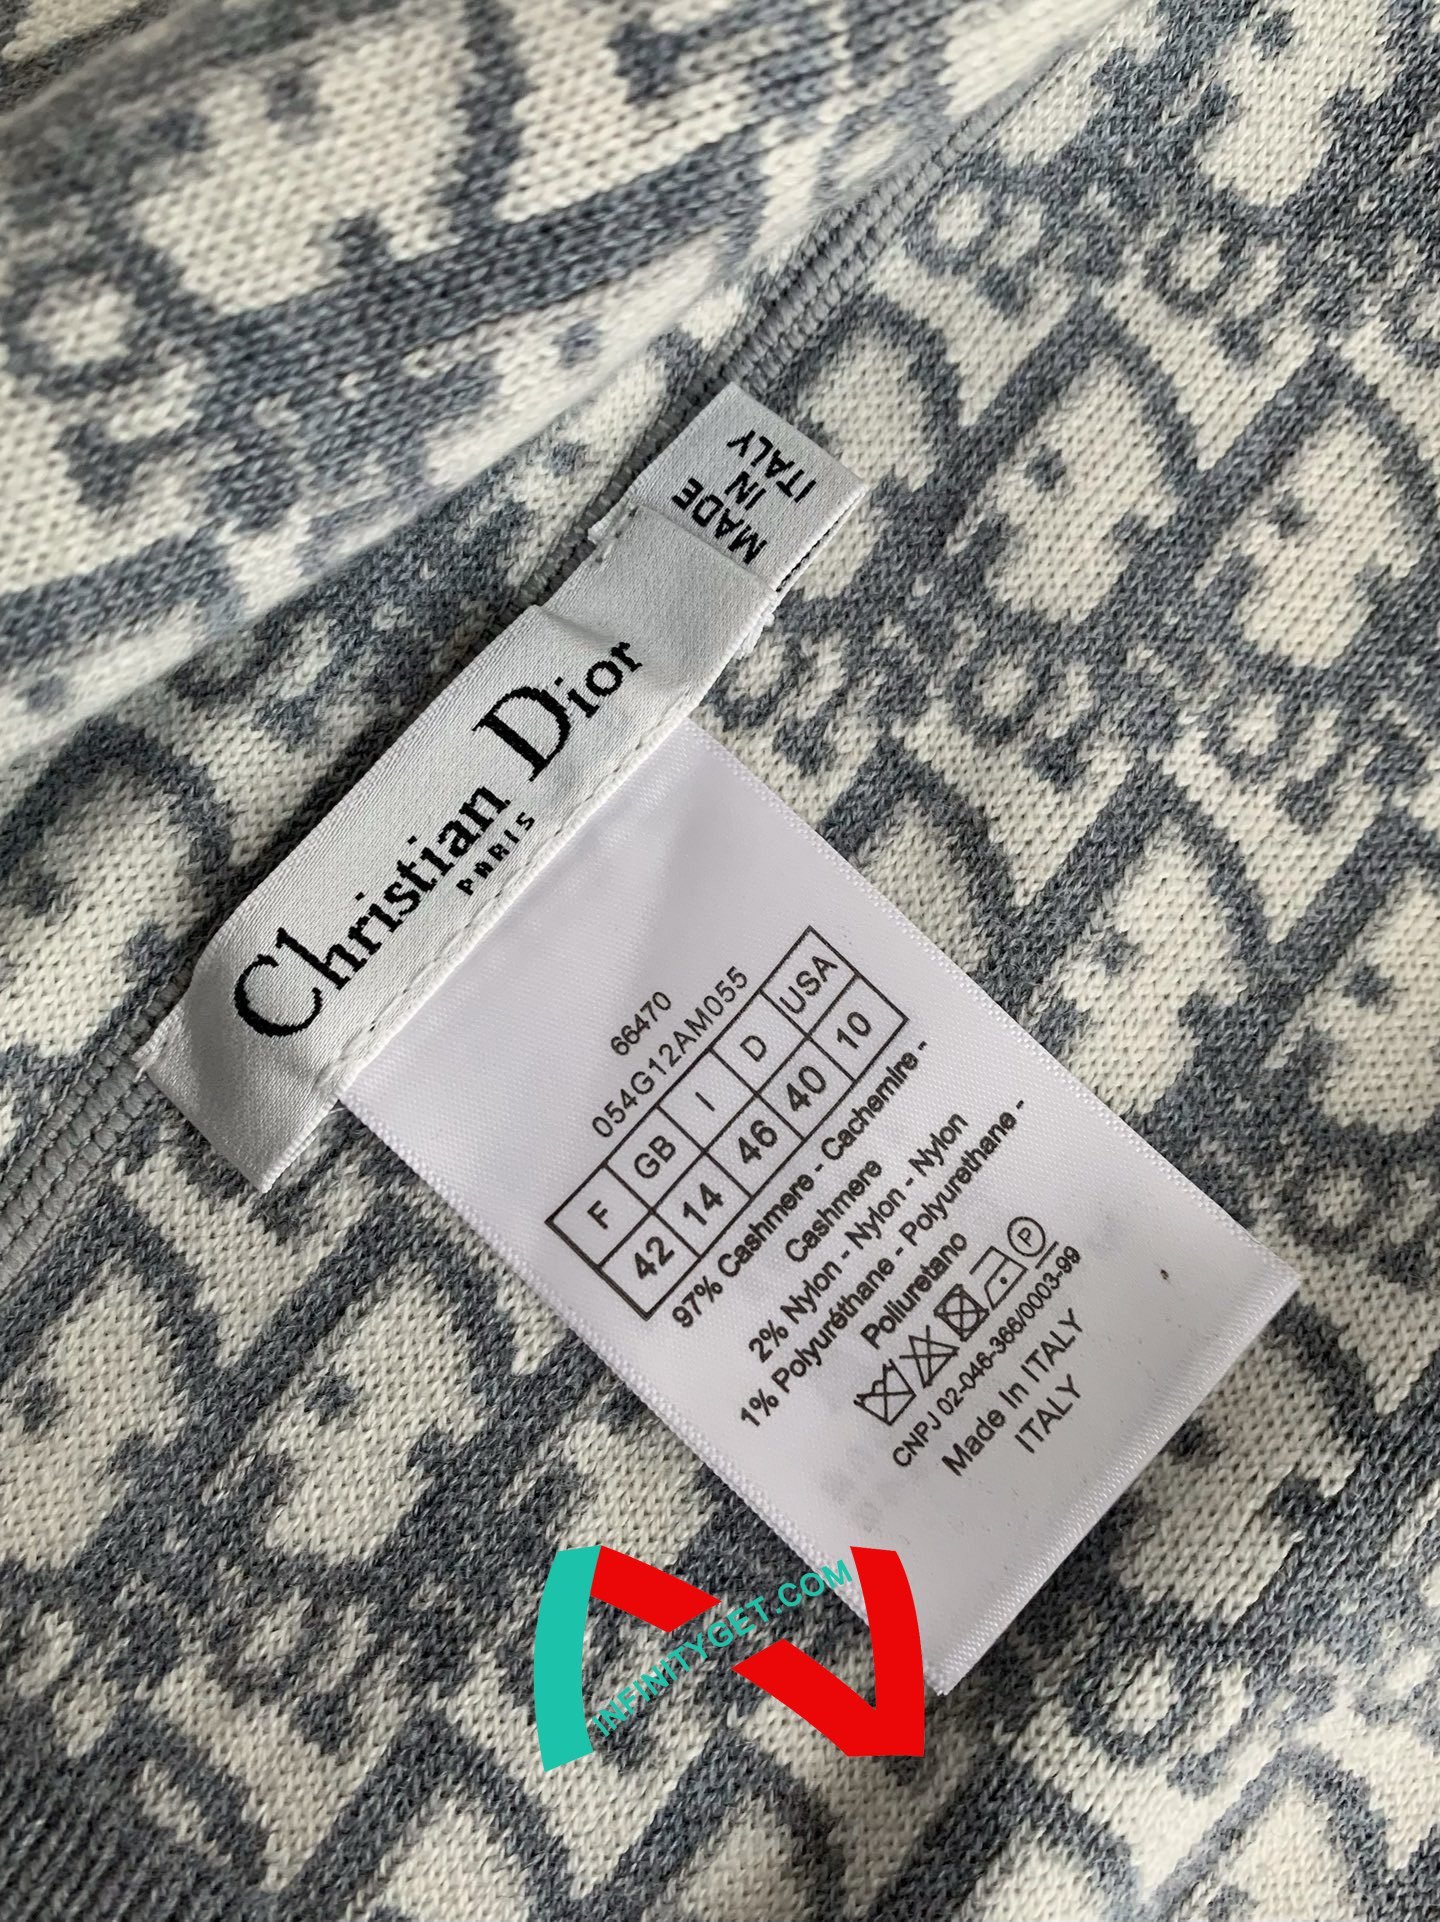 MADE
IN
ITALY
Christian Dior
PARIS
66470
054G12AM055
F GB I D USA
42 14 46 40 10
97% Cashmere - Cachemire -
Cashmere
2% Nylon - Nylon - Nylon
1% Polyuréthane - Polyurethane -
Poliuretano
P
CNPJ 02-046-366/0003-99
Made In ITALY
ITALY
INFINITYGET.COM